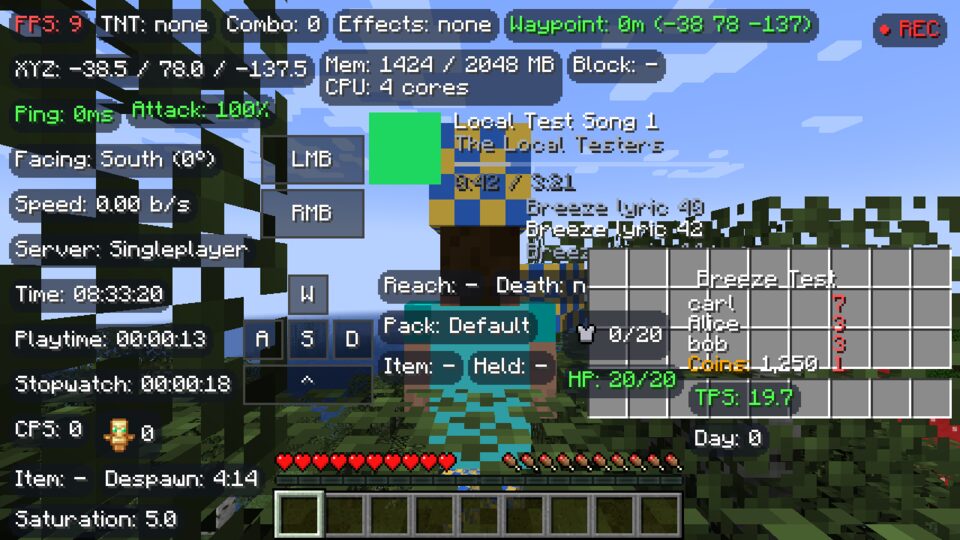 FPS: 9 TNT: none Combo: 0 Effects: none Waypoint: 0m (-38 78 -137) REC
XYZ: -38.5 / 78.0 / -137.5 Mem: 1424 / 2048 MB Block: -
CPU: 4 cores
Ping: 0ms Attack: 100%
Local Test Song 1
The Local Testers
Facing: South (0°) LMB
0:42 / 3:21
Speed: 0.00 b/s RMB
Breeze lyric 40
Breeze lyric 42
Server: Singleplayer
Breeze
Reach: - Death: n
Breeze Test
Time: 08:33:20 W
carl 7
Pack: Default
Alice 3
0/20
Playtime: 00:00:13 A S D
bob 3
Item: - Held: -
Coins: 1,250 1
Stopwatch: 00:00:18 ^
HP: 20/20
TPS: 19.7
CPS: 0 0
Day: 0
Item: - Despawn: 4:14
Saturation: 5.0